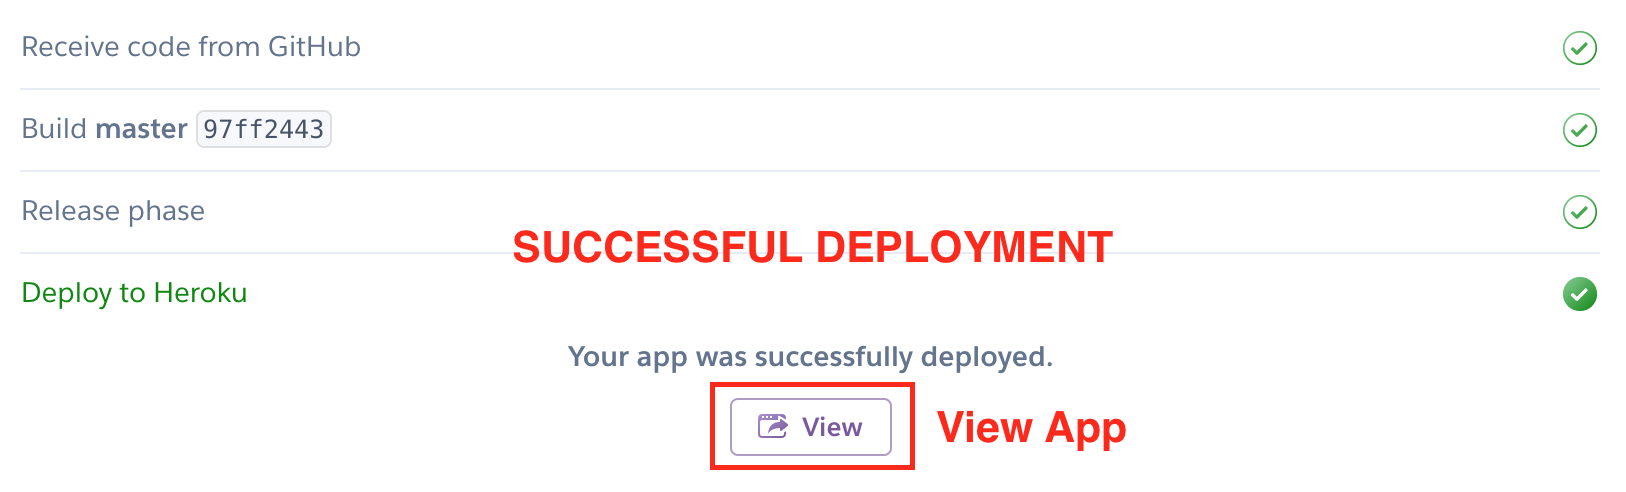 Receive code from GitHub
Build master 97ff2443
Release phase
SUCCESSFUL DEPLOYMENT
Deploy to Heroku
Your app was successfully deployed.
View View App